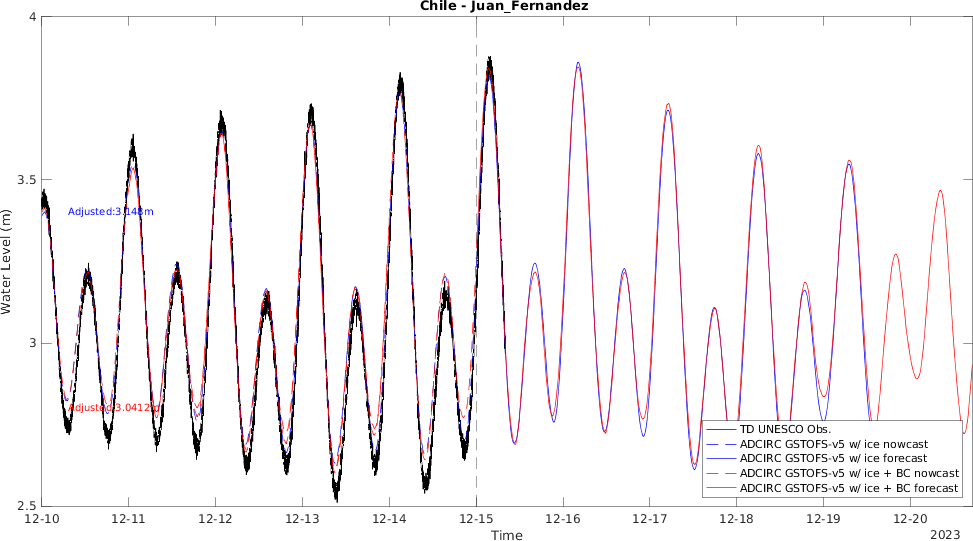 Chile - Juan_Fernandez
Water Level (m)
4
3.5
3
2.5
Adjusted:3.148m
Adjusted:3.0412m
TD UNESCO Obs.
ADCIRC GSTOFS-v5 w/ ice nowcast
ADCIRC GSTOFS-v5 w/ ice forecast
ADCIRC GSTOFS-v5 w/ ice + BC nowcast
ADCIRC GSTOFS-v5 w/ ice + BC forecast
12-10 12-11 12-12 12-13 12-14 12-15 12-16 12-17 12-18 12-19 12-20
Time
2023